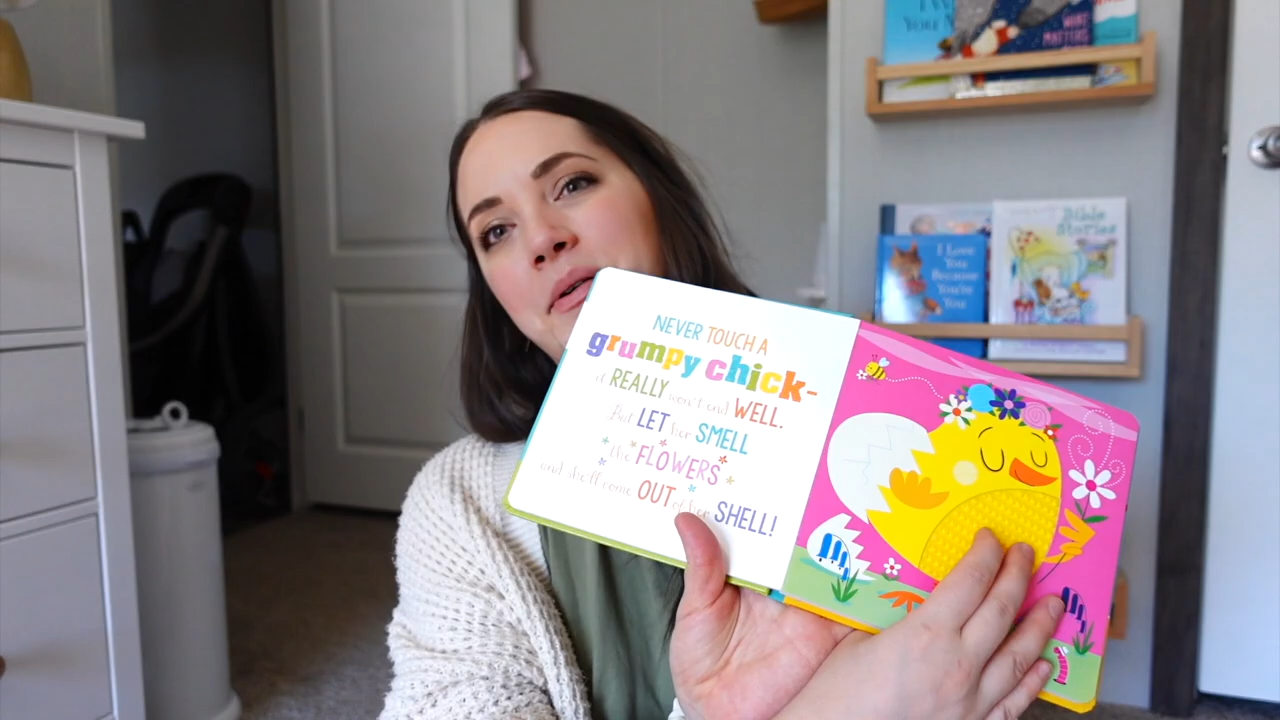 NEVER TOUCH A
grumpy chick-
it REALLY won't end WELL.
But LET her SMELL
the FLOWERS
and she'll come OUT of her SHELL!
WHAT
MATTERS
I Love
You
Because
You're
You
Bible
Stories